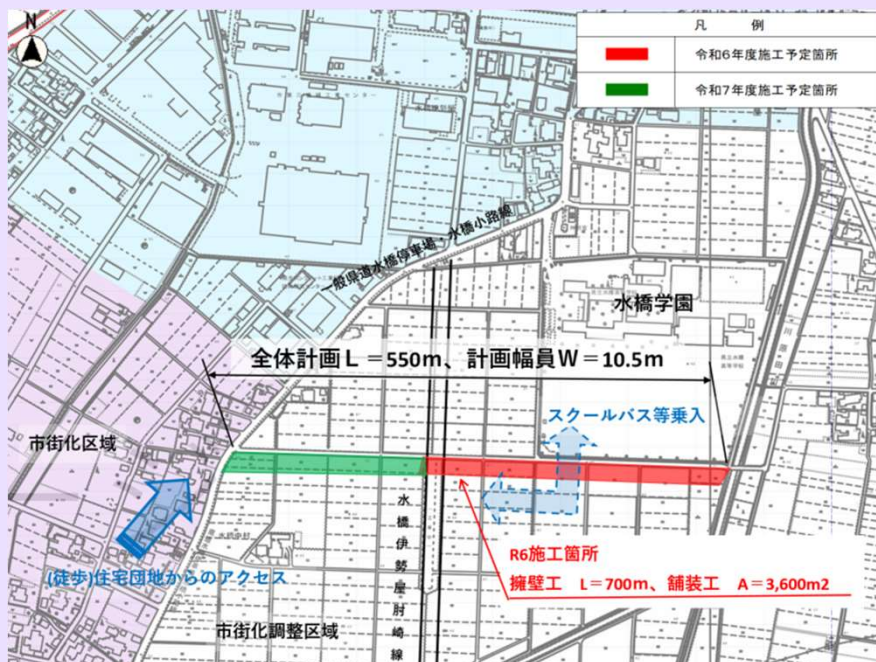 N
凡 例
令和6年度施工予定箇所
令和7年度施工予定箇所
一般県道水橋停車場・水橋小路線
水橋学園
全体計画L=550m、計画幅員W=10.5m
スクールバス等乗入
市街化区域
水橋伊勢屋肘崎線
(徒歩)住宅団地からのアクセス
R6施工箇所
擁壁工 L=700m、舗装工 A=3,600m2
市街化調整区域